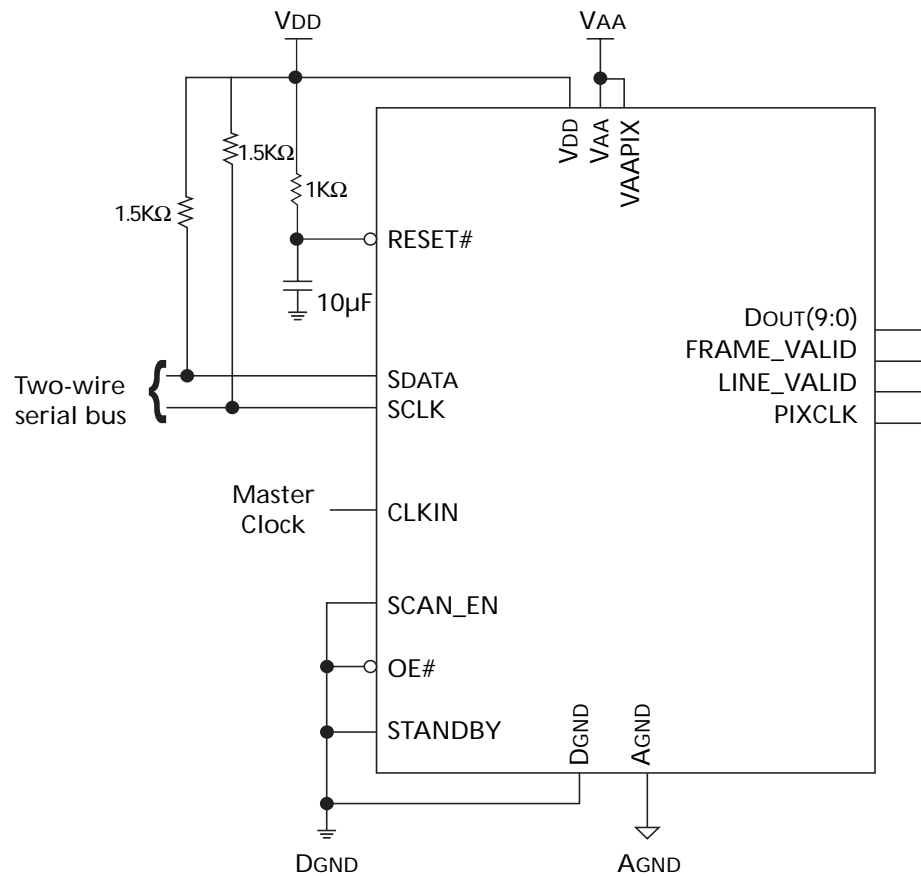 VDD
VAA
1.5KΩ
1.5KΩ
1KΩ
VDD
VAA
VAAPIX
RESET#
10µF
DOUT(9:0)
FRAME_VALID
LINE_VALID
PIXCLK
Two-wire
serial bus
SDATA
SCLK
Master
Clock
CLKIN
SCAN_EN
OE#
STANDBY
DGND
AGND
DGND
AGND